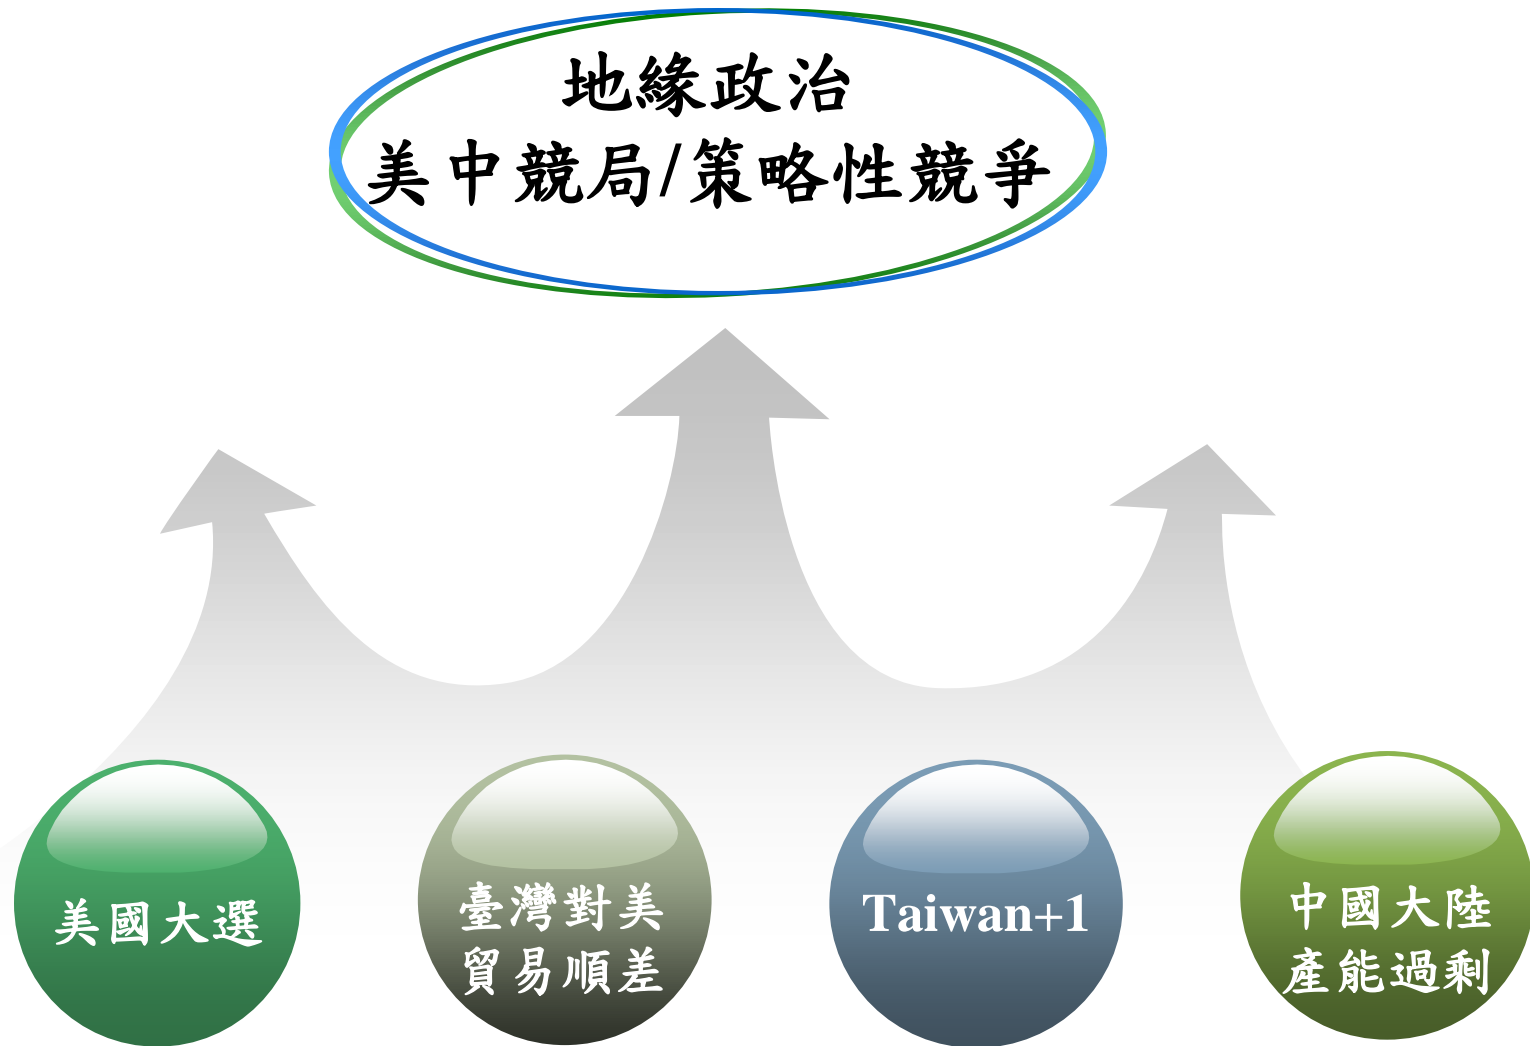 地緣政治
美中競局/策略性競爭
美國大選
臺灣對美
貿易順差
Taiwan+1
中國大陸
產能過剩